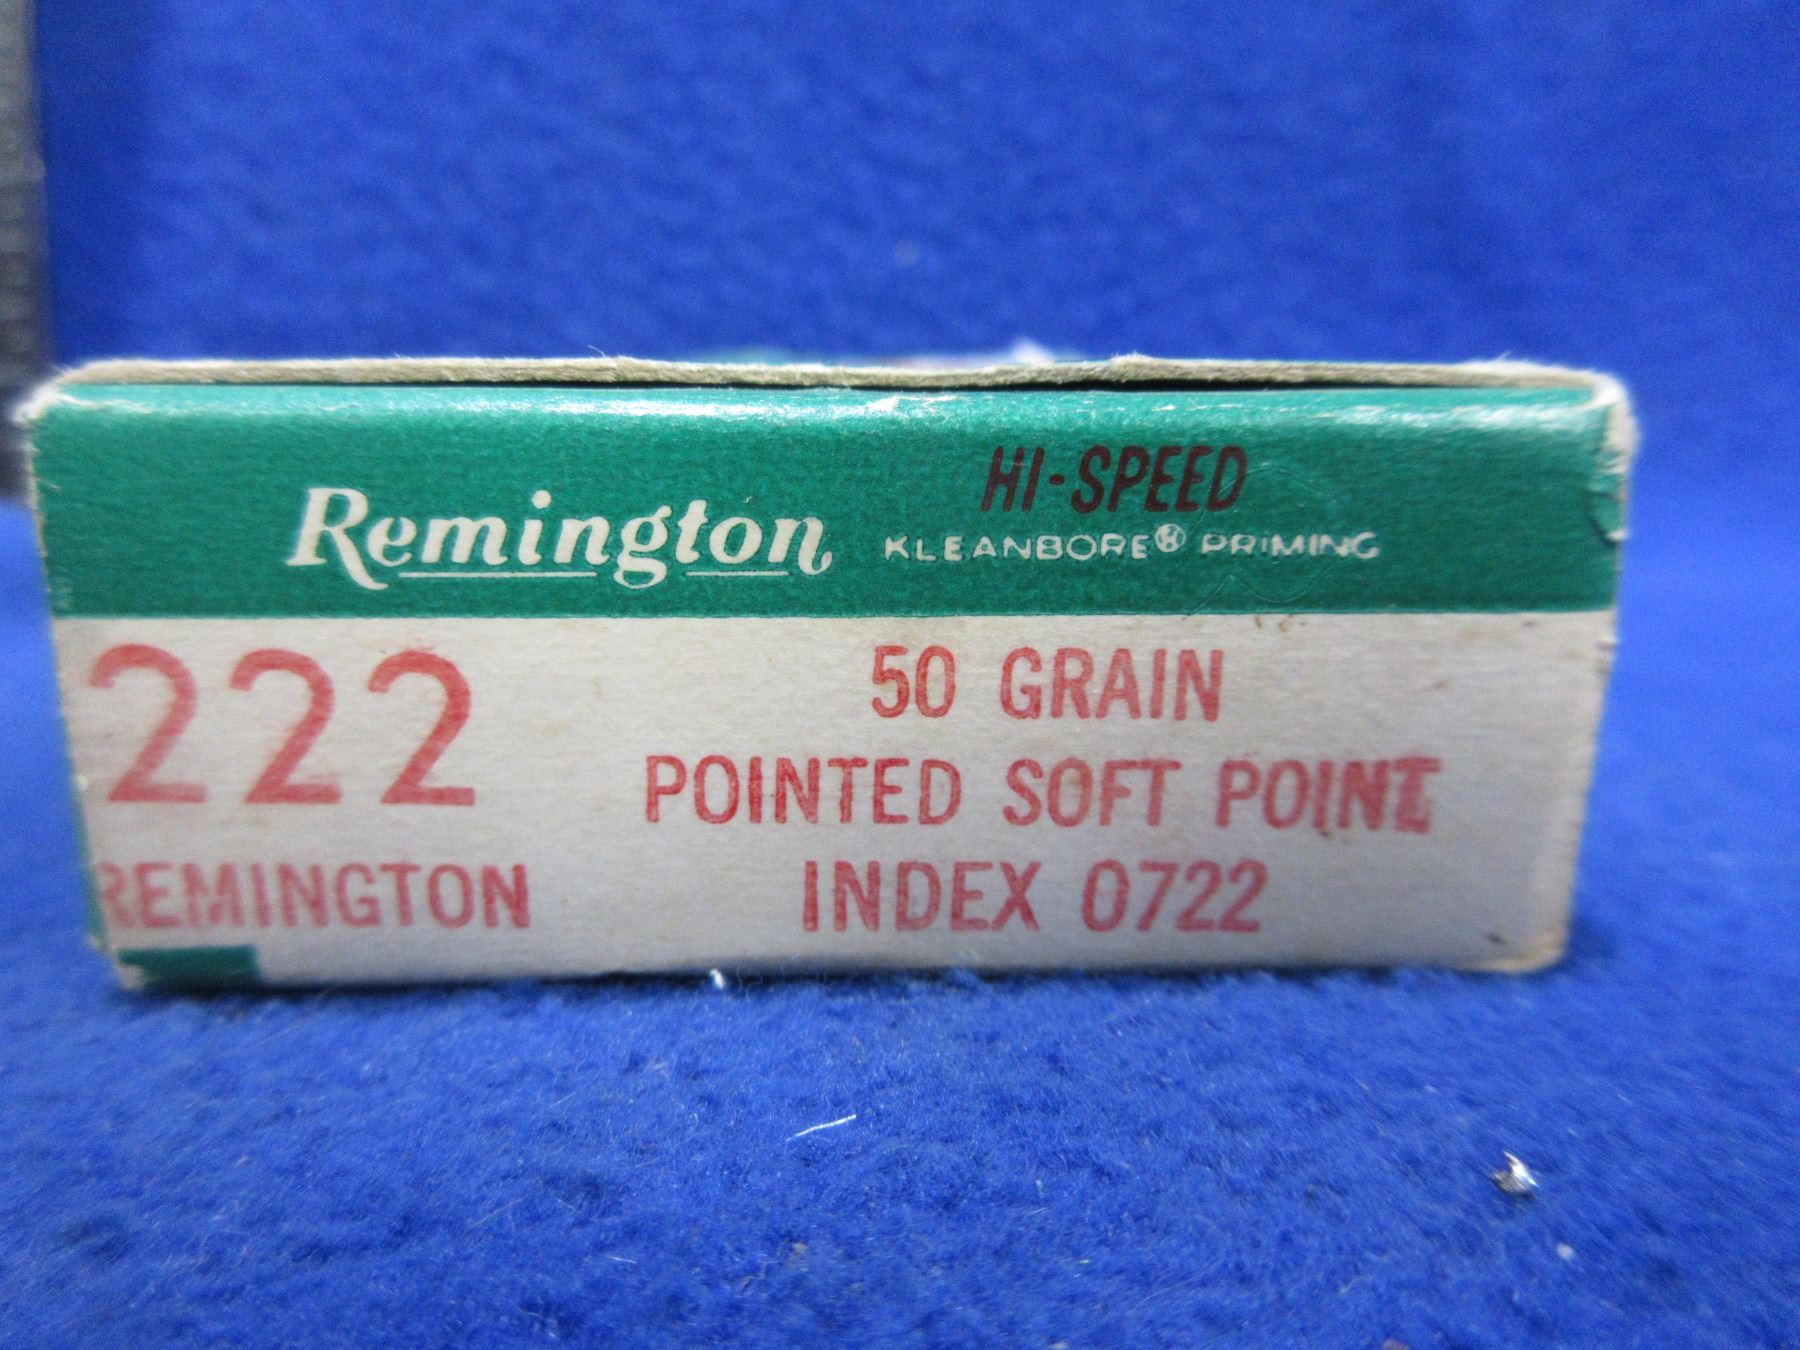 Remington
HI-SPEED
KLEANBORE® PRIMING
222
REMINGTON
50 GRAIN
POINTED SOFT POINT
INDEX 0722